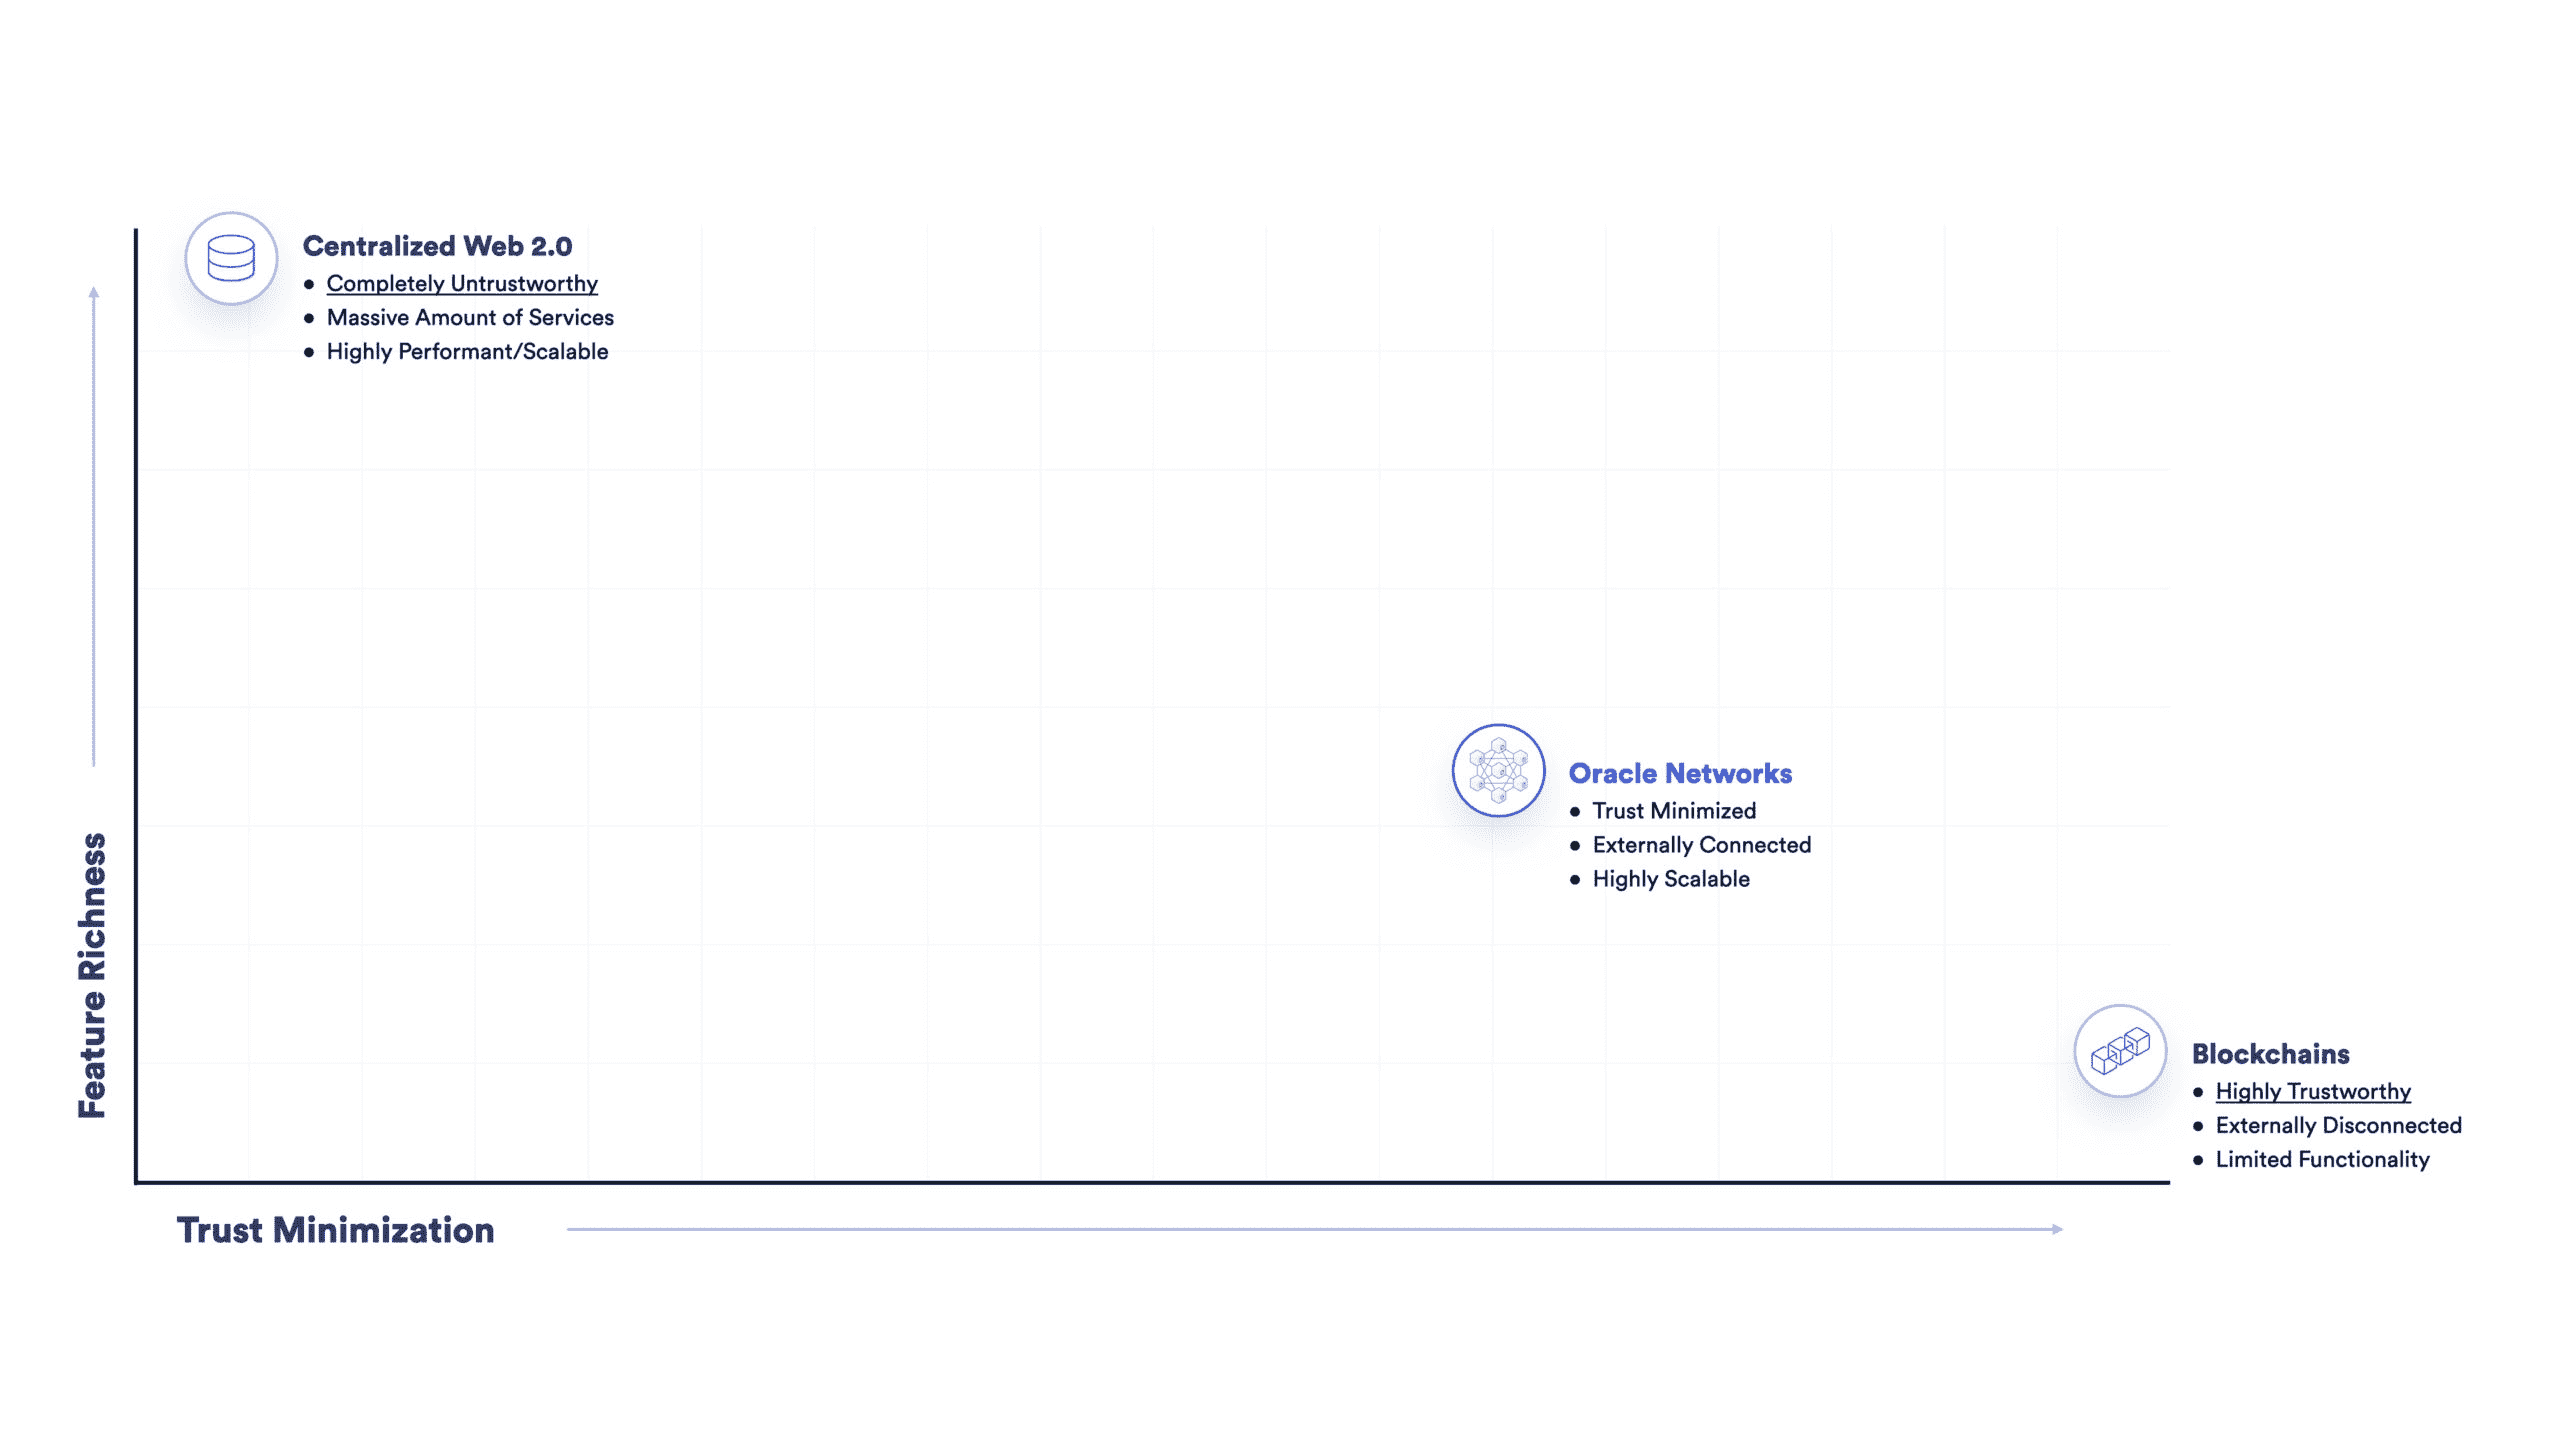 Centralized Web 2.0
● Completely Untrustworthy
● Massive Amount of Services
● Highly Performant/Scalable
Feature Richness
Oracle Networks
● Trust Minimized
● Externally Connected
● Highly Scalable
Blockchains
● Highly Trustworthy
● Externally Disconnected
● Limited Functionality
Trust Minimization